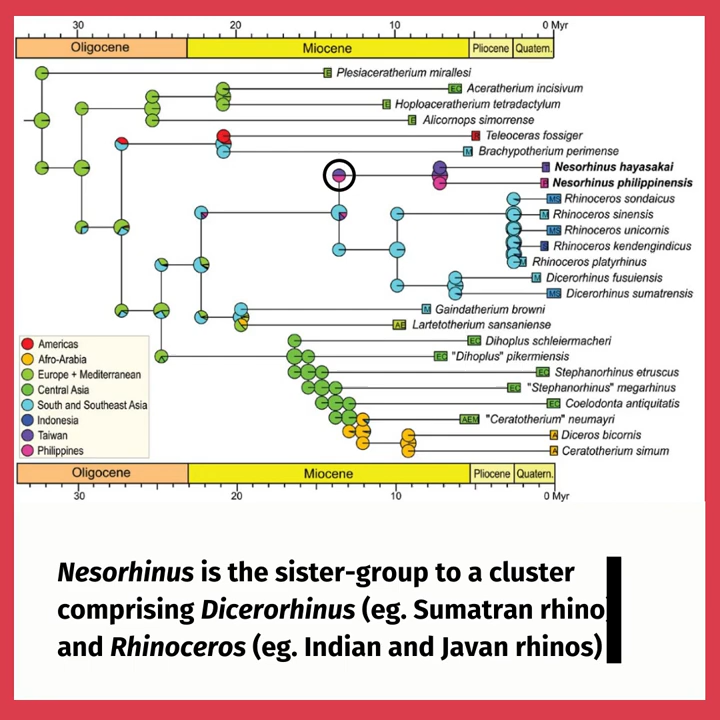 30 20 10 0 Myr
Oligocene Miocene Pliocene Quatern.
Plesiaceratherium mirallesi
Aceratherium incisivum
Hoploaceratherium tetradactylum
Alicornops simorrense
Teleoceras fossiger
Brachypotherium perimense
Nesorhinus hayasakai
Nesorhinus philippinensis
Rhinoceros sondaicus
Rhinoceros sinensis
Rhinoceros unicornis
Rhinoceros kendengindicus
Rhinoceros platyrhinus
Dicerorhinus fusuiensis
Dicerorhinus sumatrensis
Gaindatherium browni
Lartetotherium sansaniense
Dihoplus schleiermacheri
"Dihoplus" pikermiensis
Stephanorhinus etruscus
"Stephanorhinus" megarhinus
Coelodonta antiquitatis
"Ceratotherium" neumayri
Diceros bicornis
Ceratotherium simum
Americas
Afro-Arabia
Europe + Mediterranean
Central Asia
South and Southeast Asia
Indonesia
Taiwan
Philippines
Oligocene Miocene Pliocene Quatern.
30 20 10 0 Myr
Nesorhinus is the sister-group to a cluster
comprising Dicerorhinus (eg. Sumatran rhino)
and Rhinoceros (eg. Indian and Javan rhinos)